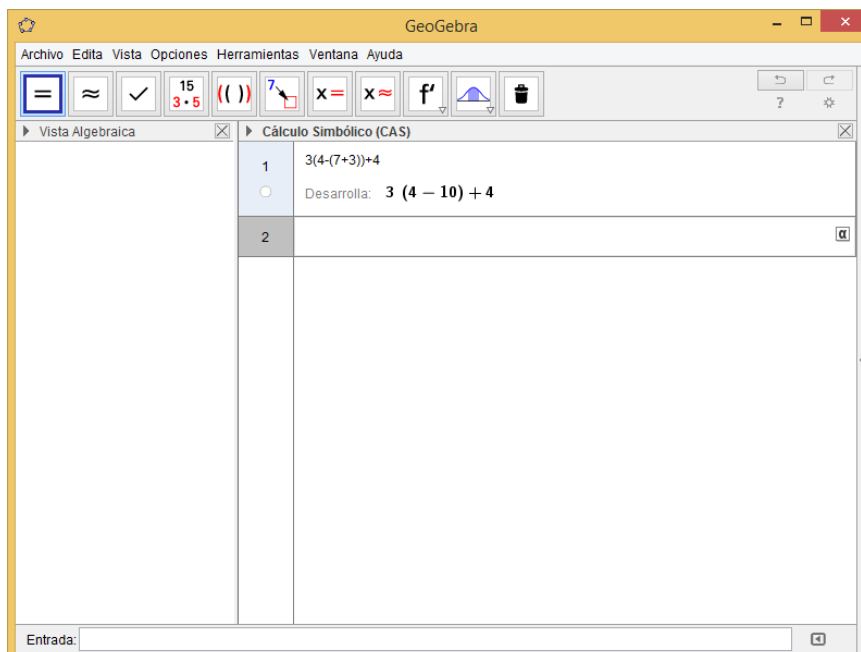 GeoGebra
Archivo Edita Vista Opciones Herramientas Ventana Ayuda
= ≈ ✓ 15 3·5 (( )) 7 x= x≈ f′
?
Vista Algebraica
Cálculo Simbólico (CAS)
1
3(4-(7+3))+4
Desarrolla: 3 (4 − 10) + 4
2
α
Entrada: